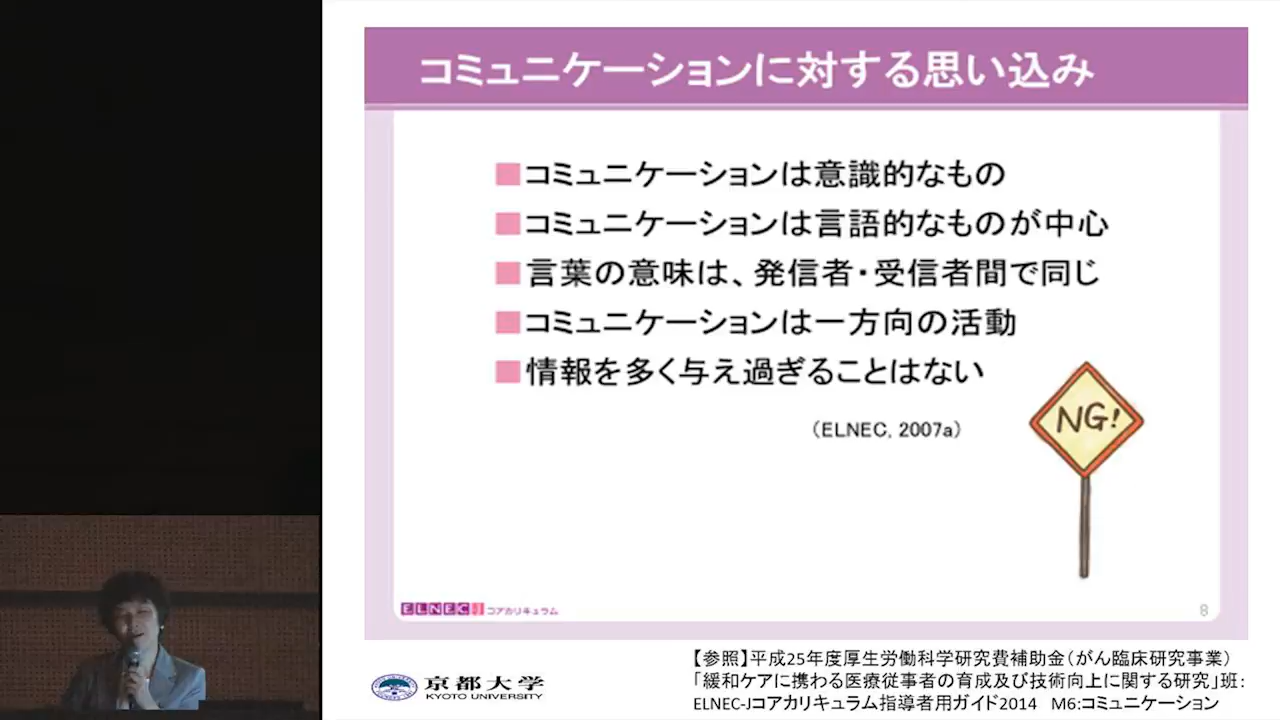 コミュニケーションに対する思い込み
■コミュニケーションは意識的なもの
■コミュニケーションは言語的なものが中心
■言葉の意味は、発信者・受信者間で同じ
■コミュニケーションは一方向の活動
■情報を多く与え過ぎることはない
（ELNEC, 2007a）
NG!
ELNECJコアカリキュラム
8
京都大学
KYOTO UNIVERSITY
【参照】平成25年度厚生労働科学研究費補助金（がん臨床研究事業）
「緩和ケアに携わる医療従事者の育成及び技術向上に関する研究」班：
ELNEC-Jコアカリキュラム指導者用ガイド2014　M6:コミュニケーション